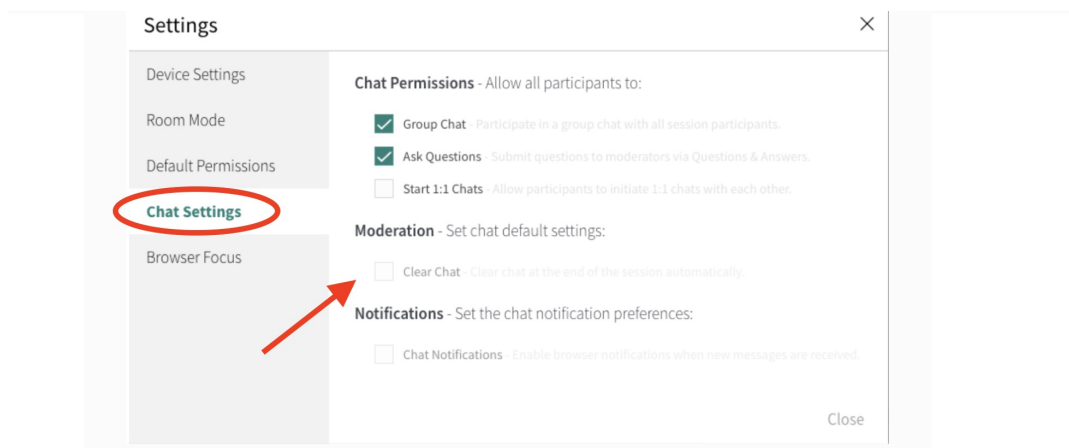 Settings
Device Settings
Room Mode
Default Permissions
Chat Settings
Browser Focus
Chat Permissions - Allow all participants to:
Group Chat - Participate in a group chat with all session participants.
Ask Questions - Submit questions to moderators via Questions & Answers.
Start 1:1 Chats - Allow participants to initiate 1:1 chats with each other.
Moderation - Set chat default settings:
Clear Chat - Clear chat at the end of the session automatically.
Notifications - Set the chat notification preferences:
Chat Notifications - Enable browser notifications when new messages are received.
Close